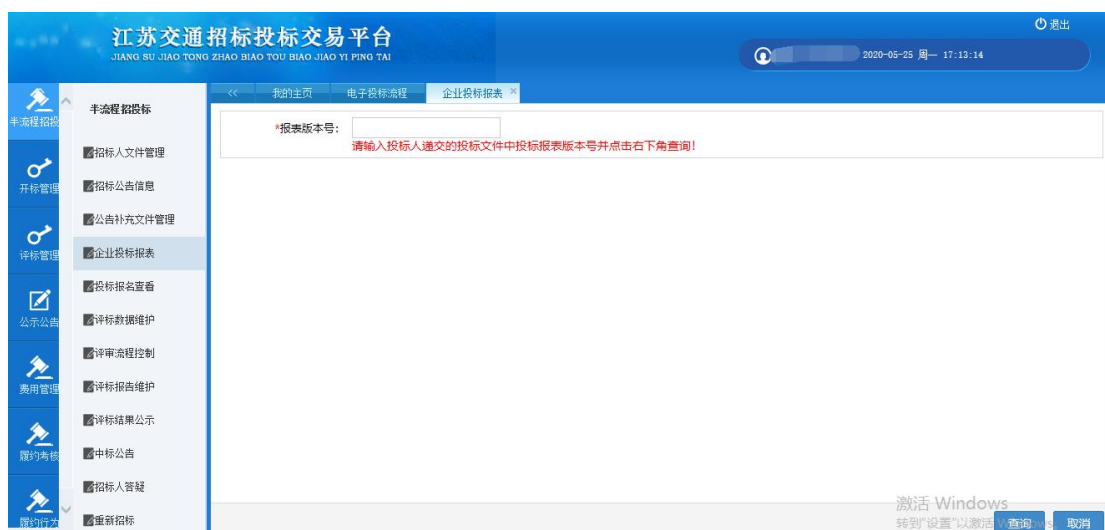 江苏交通招标投标交易平台
JIANG SU JIAO TONG ZHAO BIAO TOU BIAO JIAO YI PING TAI
退出
2020-05-25 周一 17:13:14
半流程招投
开标管理
评标管理
公示公告
费用管理
履约考核
履约行为
半流程招投标
招标人文件管理
招标公告信息
公告补充文件管理
企业投标报表
投标报名查看
评标数据维护
评审流程控制
评标报告维护
评标结果公示
中标公告
招标人答疑
重新招标
<< 我的主页 电子投标流程 企业投标报表 ×
*报表版本号:
请输入投标人递交的投标文件中投标报表版本号并点击右下角查询!
激活 Windows
转到"设置"以激活 Windows。
查询 取消